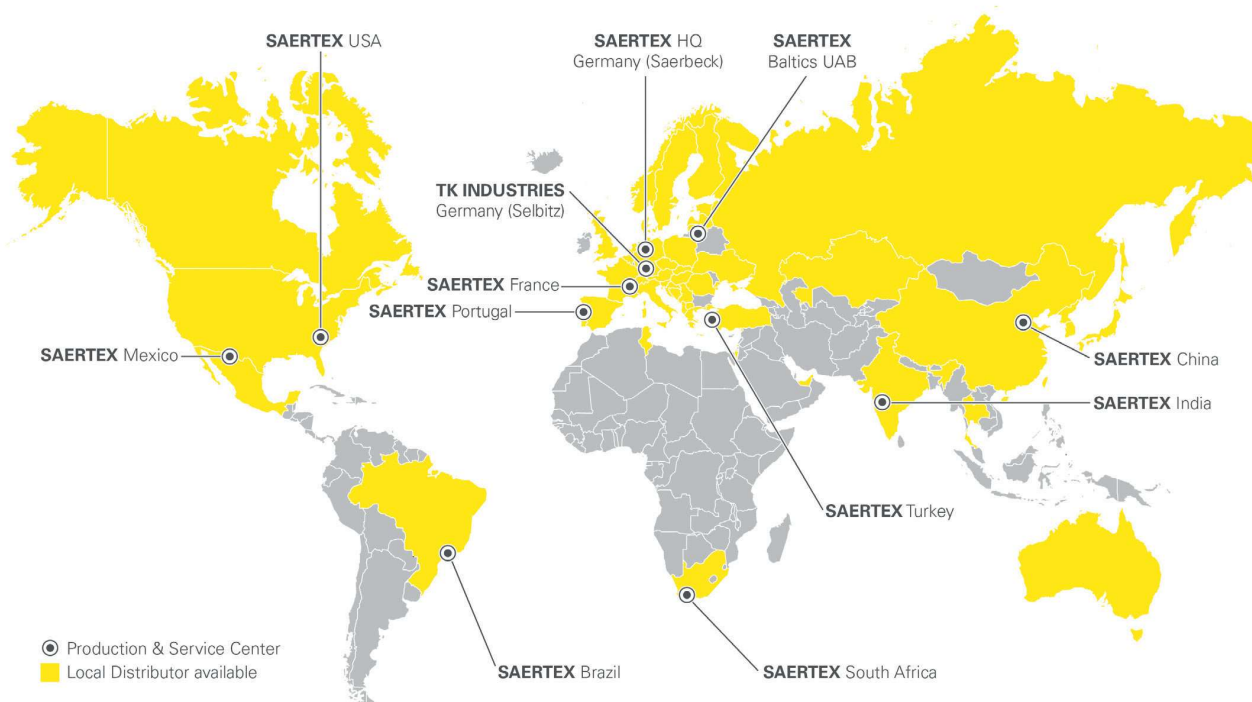 SAERTEX USA
SAERTEX HQ
Germany (Saerbeck)
SAERTEX
Baltics UAB
TK INDUSTRIES
Germany (Selbitz)
SAERTEX France
SAERTEX Portugal
SAERTEX Mexico
SAERTEX China
SAERTEX India
SAERTEX Turkey
SAERTEX Brazil
SAERTEX South Africa
Production & Service Center
Local Distributor available